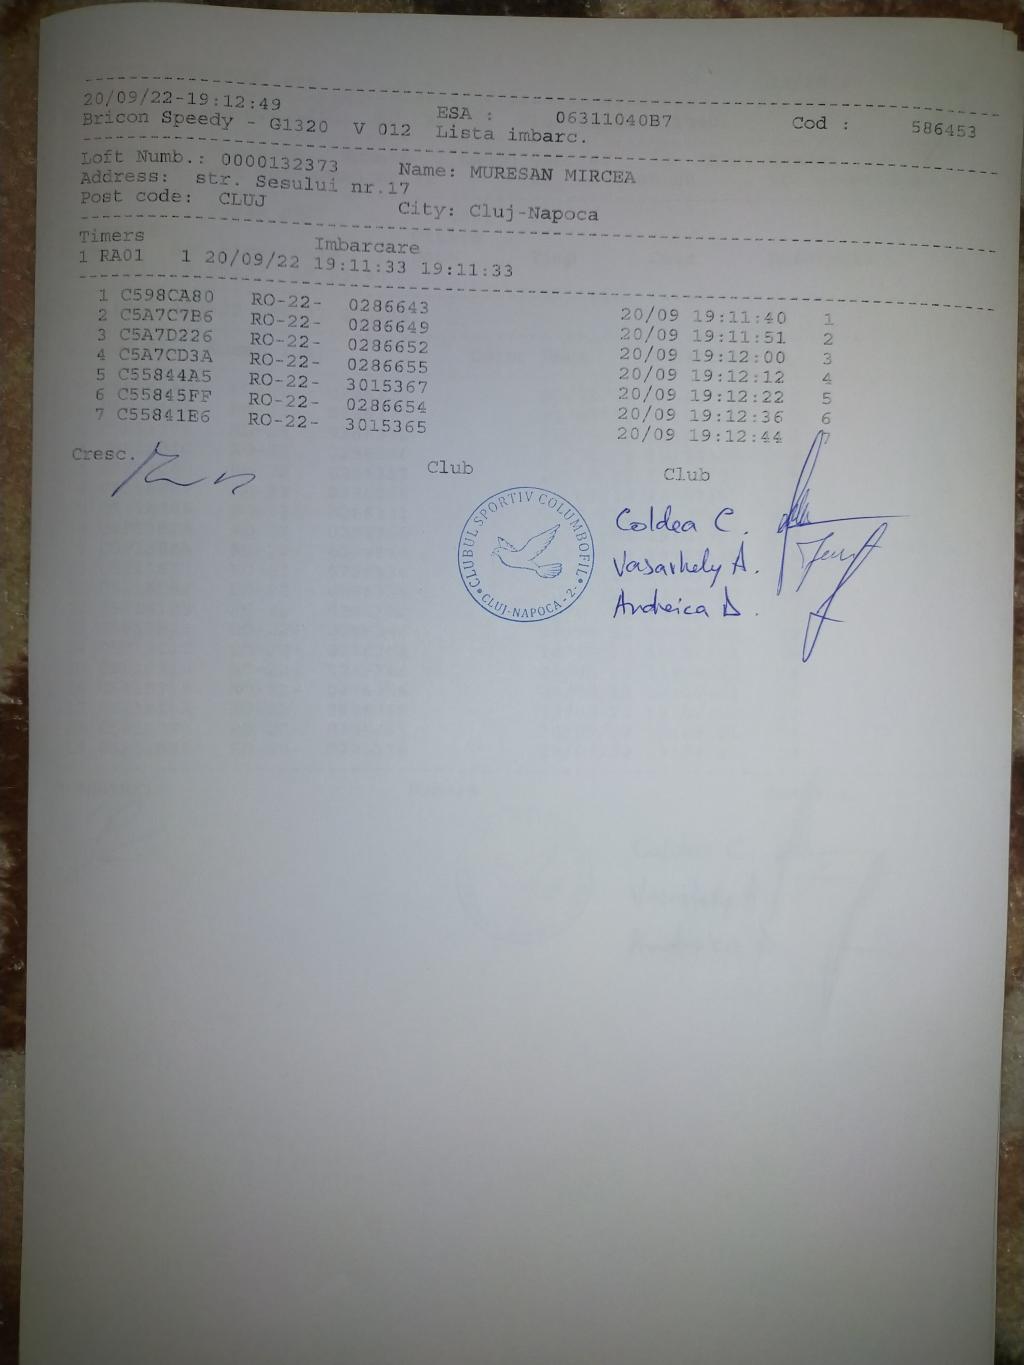 20/09/22-19:12:49 ESA : 06311040B7 Cod : 586453
Bricon Speedy - G1320 V 012 Lista imbarc.
Loft Numb.: 0000132373 Name: MURESAN MIRCEA
Address: str. Sesului nr.17
Post code: CLUJ City: Cluj-Napoca
Timers Imbarcare
1 RA01 1 20/09/22 19:11:33 19:11:33
1 C598CA80 RO-22- 0286643 20/09 19:11:40 1
2 C5A7C7B6 RO-22- 0286649 20/09 19:11:51 2
3 C5A7D226 RO-22- 0286652 20/09 19:12:00 3
4 C5A7CD3A RO-22- 0286655 20/09 19:12:12 4
5 C55844A5 RO-22- 3015367 20/09 19:12:22 5
6 C55845FF RO-22- 0286654 20/09 19:12:36 6
7 C55841E6 RO-22- 3015365 20/09 19:12:44 7
Cresc. Club Club
CLUBUL SPORTIV COLUMBOFIL
CLUJ-NAPOCA - 2 -
Coldea C.
Vasarhely A.
Andreica D.